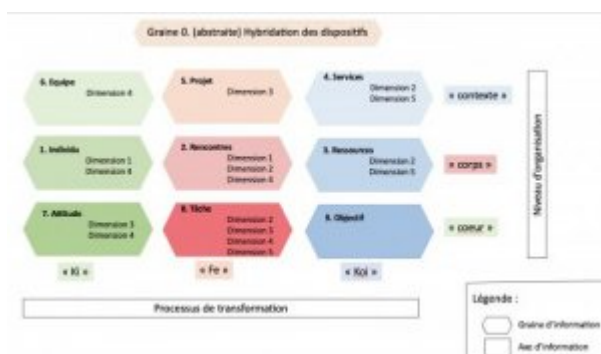 Graine 0. (abstraite) Hybridation des dispositifs
6. Equipe
Dimension 4
5. Projet
Dimension 3
4. Services
Dimension 2
Dimension 5
« contexte »
1. Individu
Dimension 1
Dimension 4
2. Rencontres
Dimension 1
Dimension 2
Dimension 4
3. Ressources
Dimension 2
Dimension 5
« corps »
7. Attitude
Dimension 3
Dimension 4
8. Tâche
Dimension 2
Dimension 3
Dimension 4
Dimension 5
9. Objectif
« coeur »
« Ki »
« Fe »
« Koi »
Niveau d'organisation
Processus de transformation
Légende :
Graine d'information
Axe d'information